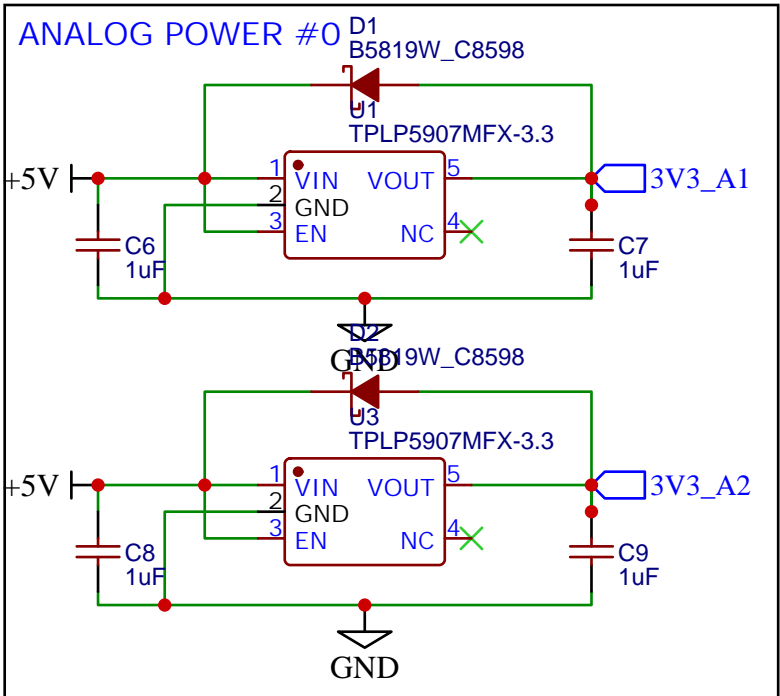 ANALOG POWER #0
D1
B5819W_C8598
U1
TPLP5907MFX-3.3
+5V
1
VIN
VOUT
5
3V3_A1
2
GND
3
EN
NC
4
C6
1uF
C7
1uF
GND
D2
B5819W_C8598
U3
TPLP5907MFX-3.3
+5V
1
VIN
VOUT
5
3V3_A2
2
GND
3
EN
NC
4
C8
1uF
C9
1uF
GND